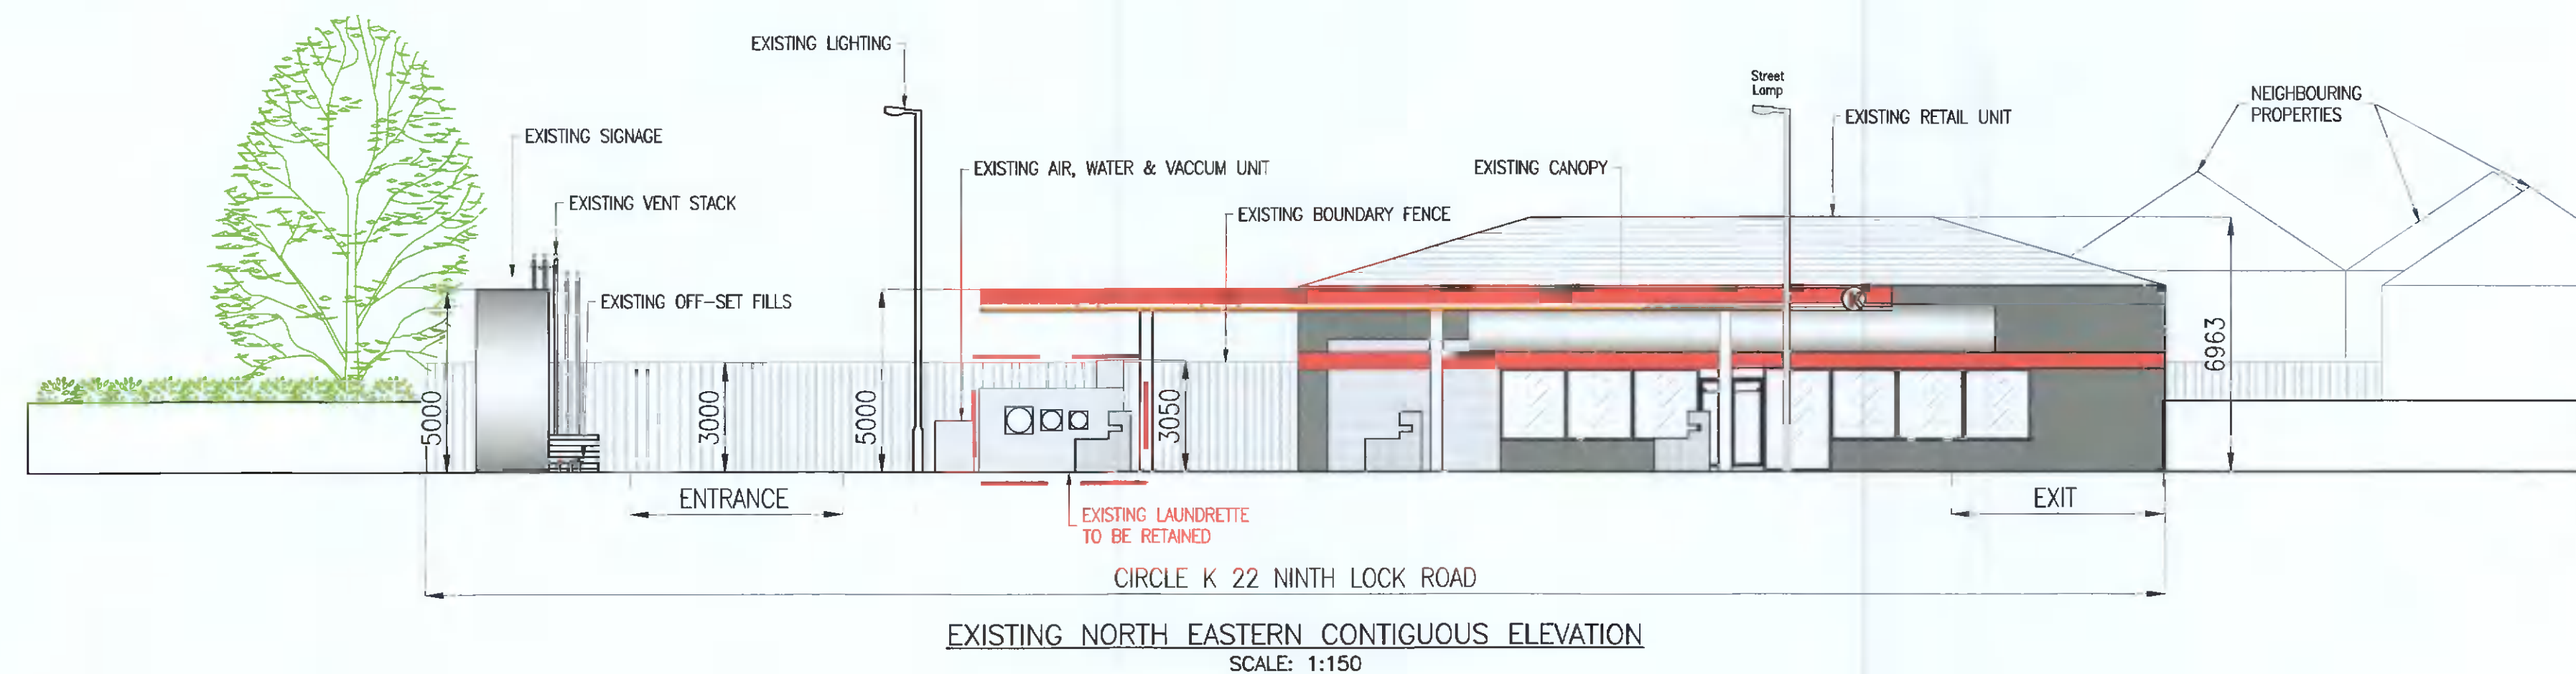 EXISTING LIGHTING
Street
Lamp
NEIGHBOURING
PROPERTIES
EXISTING RETAIL UNIT
EXISTING SIGNAGE
EXISTING AIR, WATER & VACCUM UNIT
EXISTING CANOPY
EXISTING VENT STACK
EXISTING BOUNDARY FENCE
EXISTING OFF-SET FILLS
K
5000
3000
5000
3050
6963
ENTRANCE
EXIT
EXISTING LAUNDRETTE
TO BE RETAINED
CIRCLE K 22 NINTH LOCK ROAD
EXISTING NORTH EASTERN CONTIGUOUS ELEVATION
SCALE: 1:150